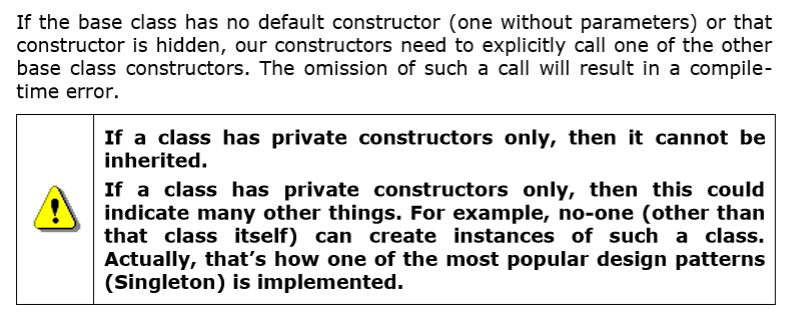 If the base class has no default constructor (one without parameters) or that
constructor is hidden, our constructors need to explicitly call one of the other
base class constructors. The omission of such a call will result in a compile-
time error.
If a class has private constructors only, then it cannot be
inherited.
If a class has private constructors only, then this could
indicate many other things. For example, no-one (other than
that class itself) can create instances of such a class.
Actually, that’s how one of the most popular design patterns
(Singleton) is implemented.